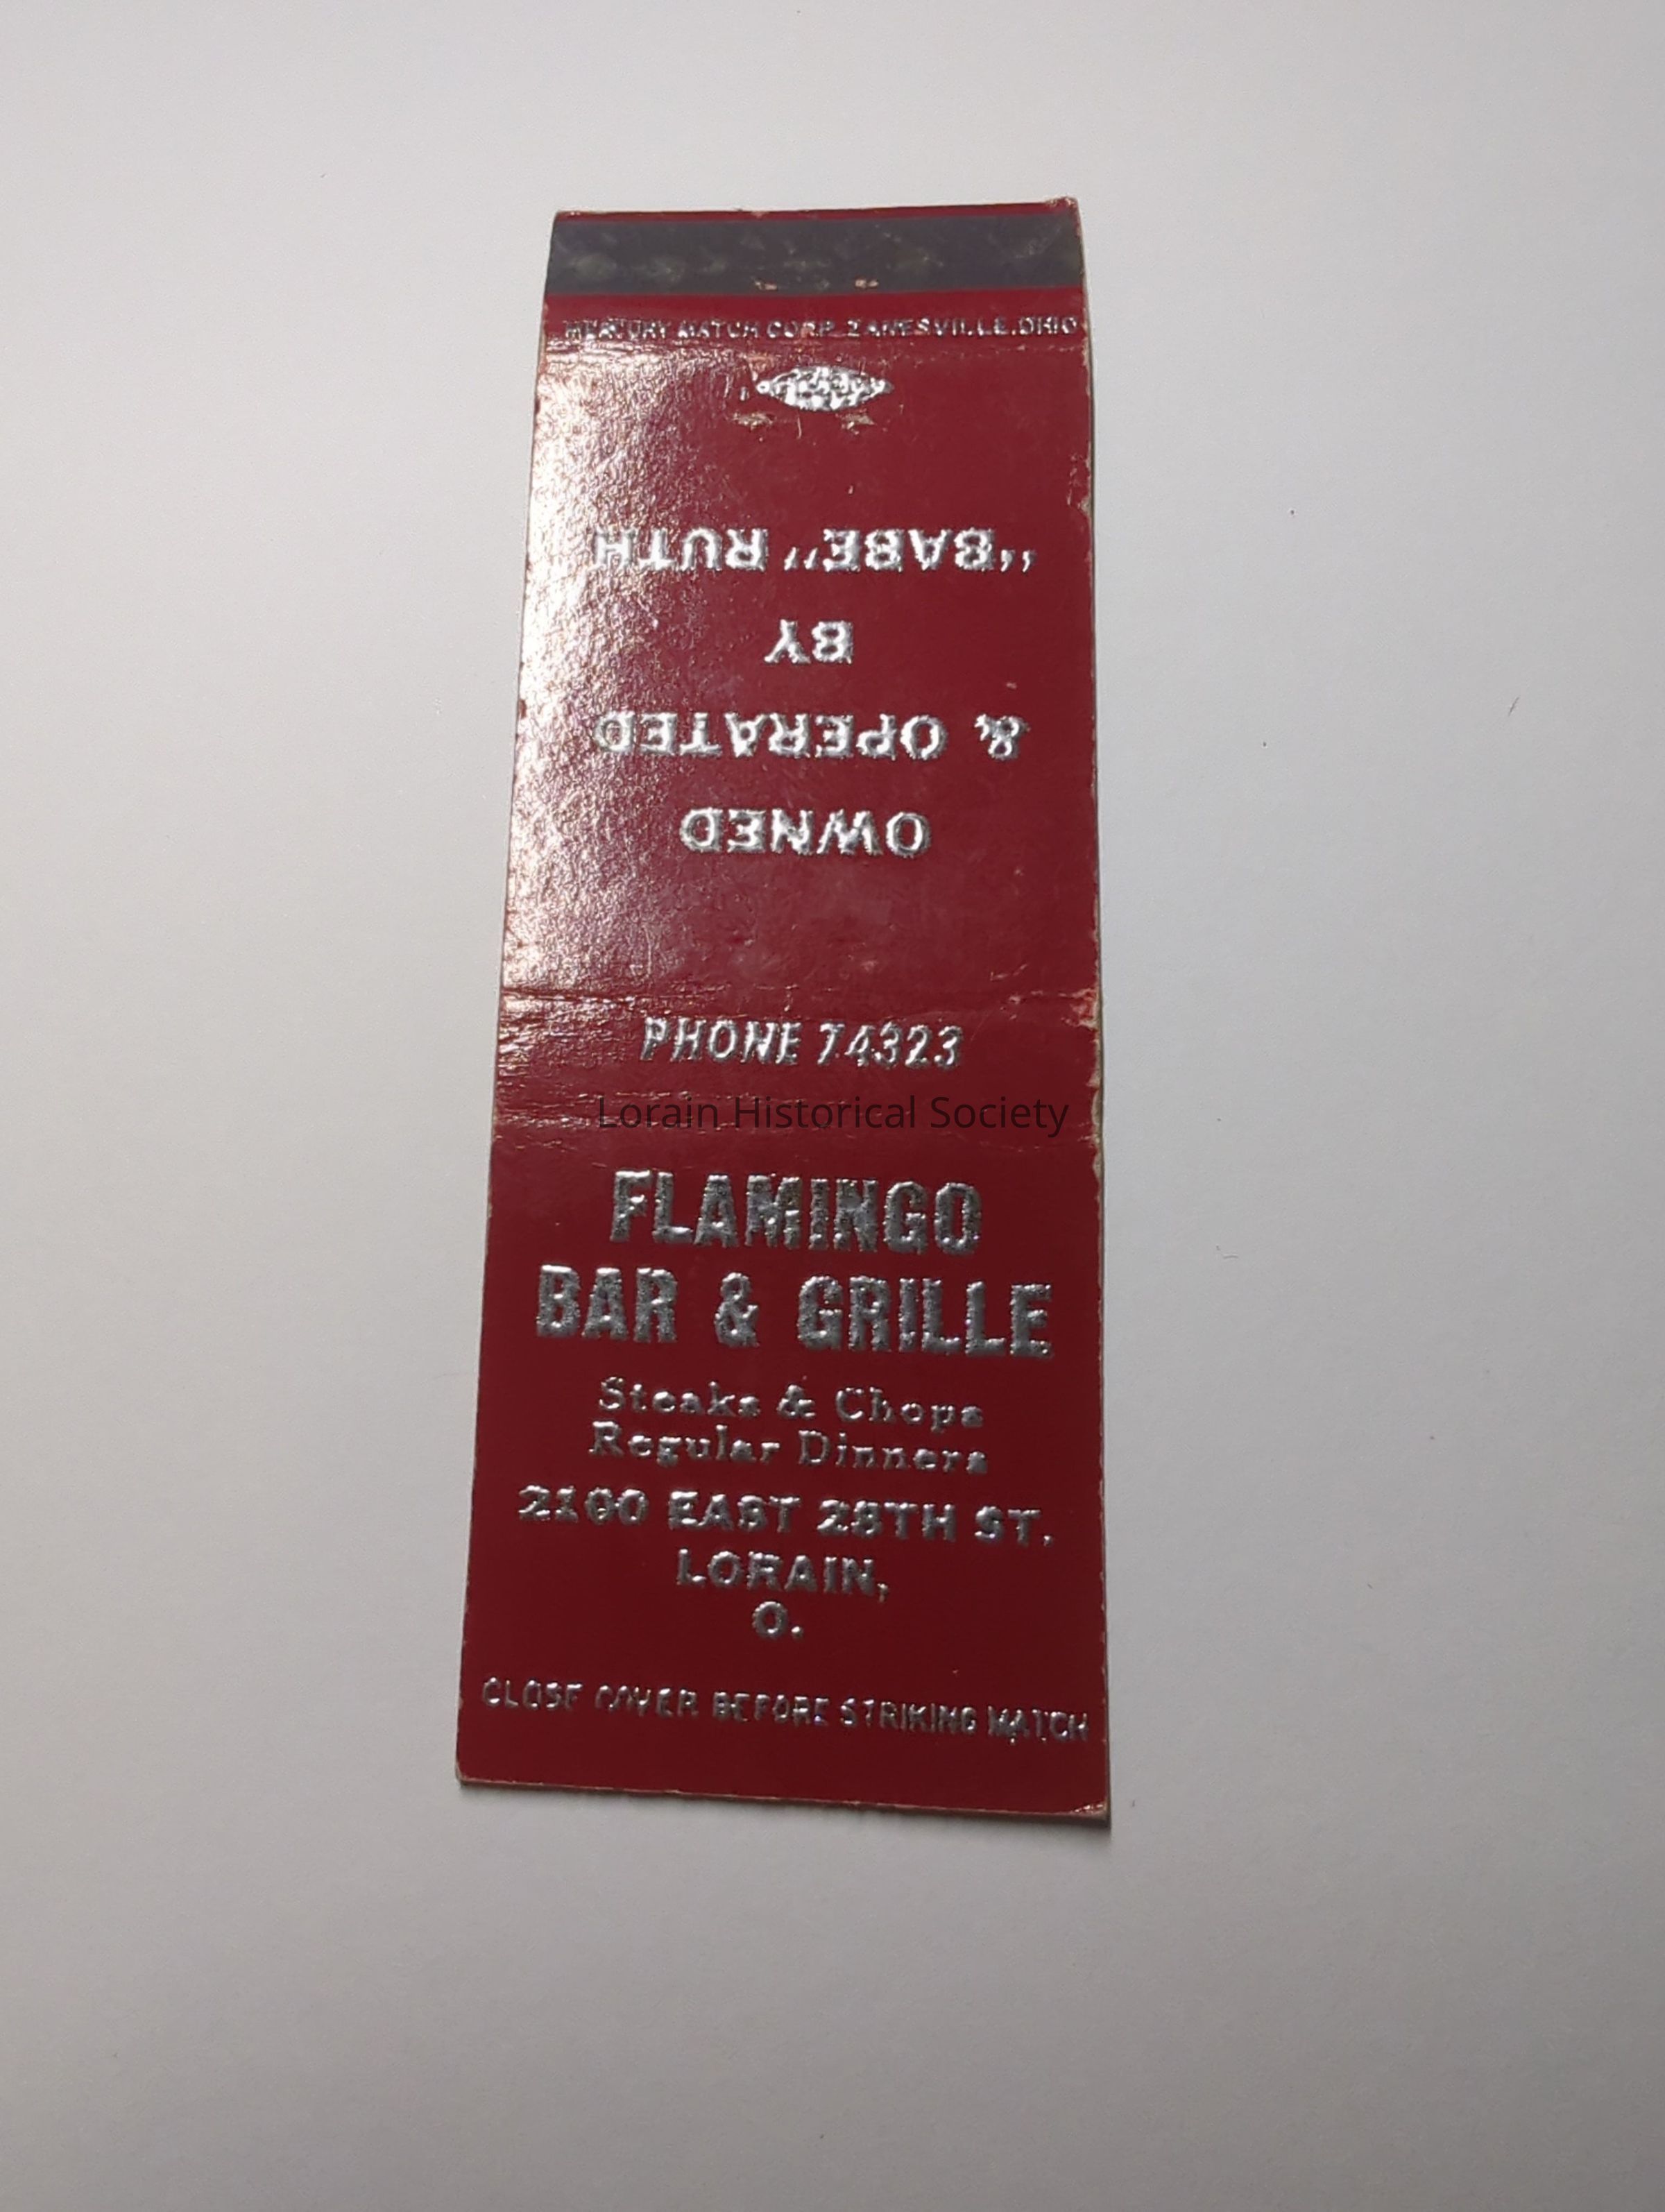 MERCURY MATCH CORP. ZANESVILLE, OHIO
OWNED
& OPERATED
BY
"BABE" RUTH
PHONE 74323
Lorain Historical Society
FLAMINGO
BAR & GRILLE
Steaks & Chops
Regular Dinners
2100 EAST 28TH ST.
LORAIN,
O.
CLOSE COVER BEFORE STRIKING MATCH